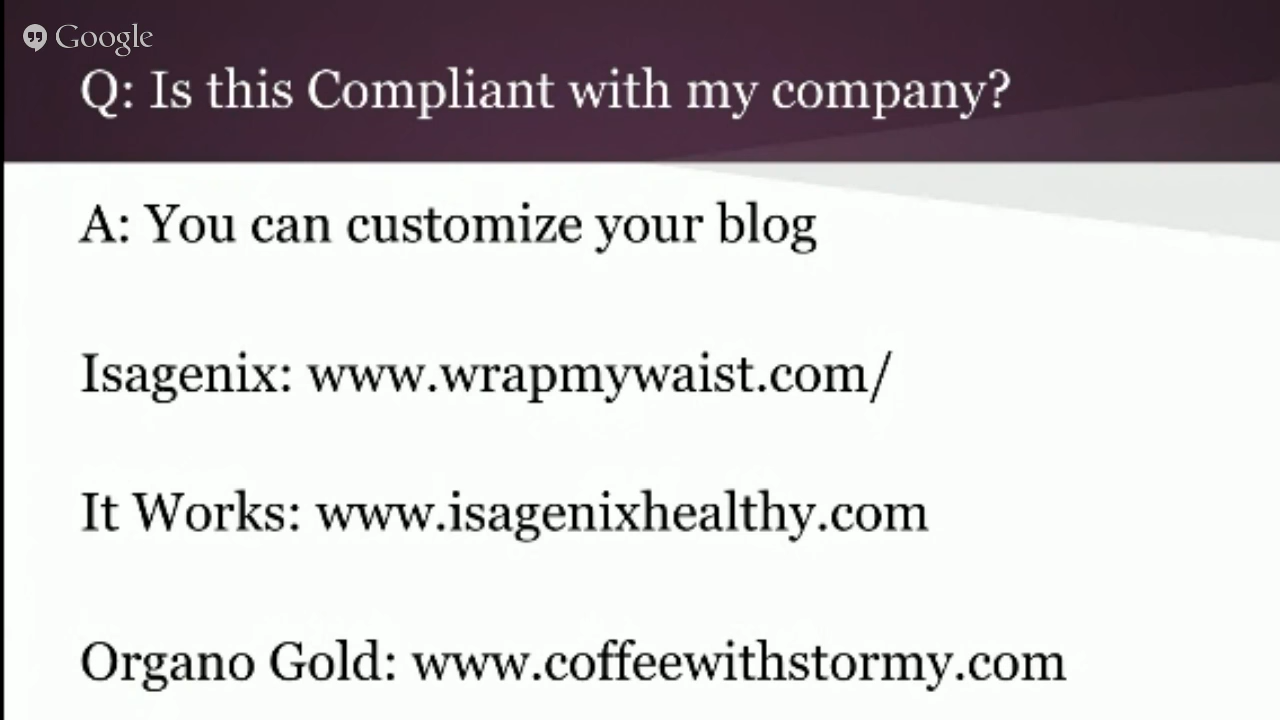 Google
Q: Is this Compliant with my company?
A: You can customize your blog
Isagenix: www.wrapmywaist.com/
It Works: www.isagenixhealthy.com
Organo Gold: www.coffeewithstormy.com